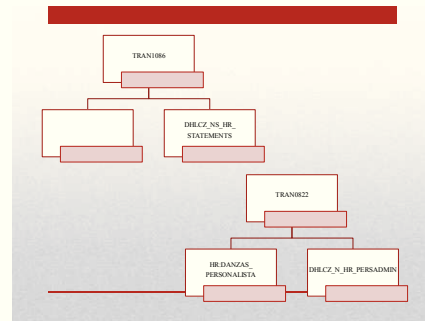 TRAN1086
DHLCZ_NS_HR_
STATEMENTS
TRAN0822
HR:DANZAS_
PERSONALISTA
DHLCZ_N_HR_PERSADMIN